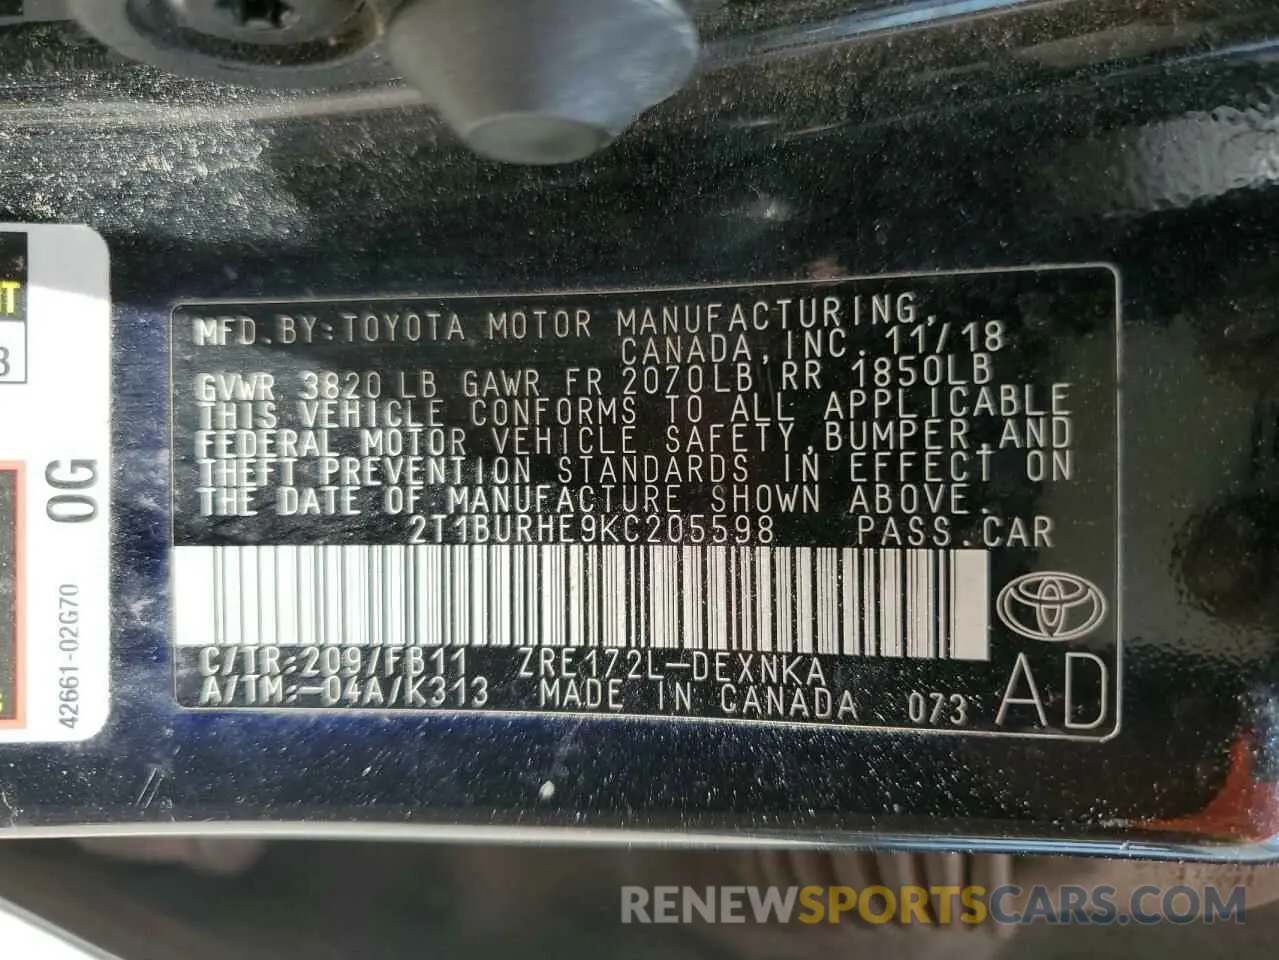 MFD.BY:TOYOTA MOTOR MANUFACTURING,
CANADA,INC. 11/18
GVWR 3820 LB GAWR FR 2070LB RR 1850LB
THIS VEHICLE CONFORMS TO ALL APPLICABLE
FEDERAL MOTOR VEHICLE SAFETY,BUMPER,AND
THEFT PREVENTION STANDARDS IN EFFECT ON
THE DATE OF MANUFACTURE SHOWN ABOVE.
2T1BURHE9KC205598 PASS.CAR
C/TR:209/FB11 ZRE172L-DEXNKA
A/TM:-04A/K313 MADE IN CANADA 073
AD
0G
42661-02G70
RENEWSPORTSCARS.COM